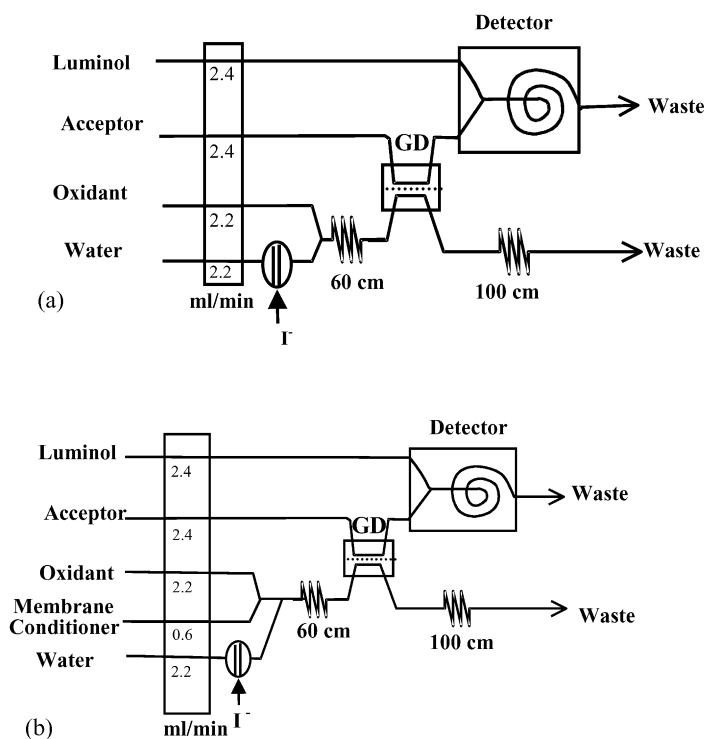 Detector
Luminol
2.4
Waste
Acceptor
2.4
GD
Oxidant
2.2
Water
2.2
60 cm
Waste
100 cm
ml/min
(a)
I-
Detector
Luminol
2.4
Waste
Acceptor
2.4
GD
Oxidant
2.2
Membrane
Conditioner
0.6
60 cm
100 cm
Waste
Water
2.2
ml/min
I -
(b)